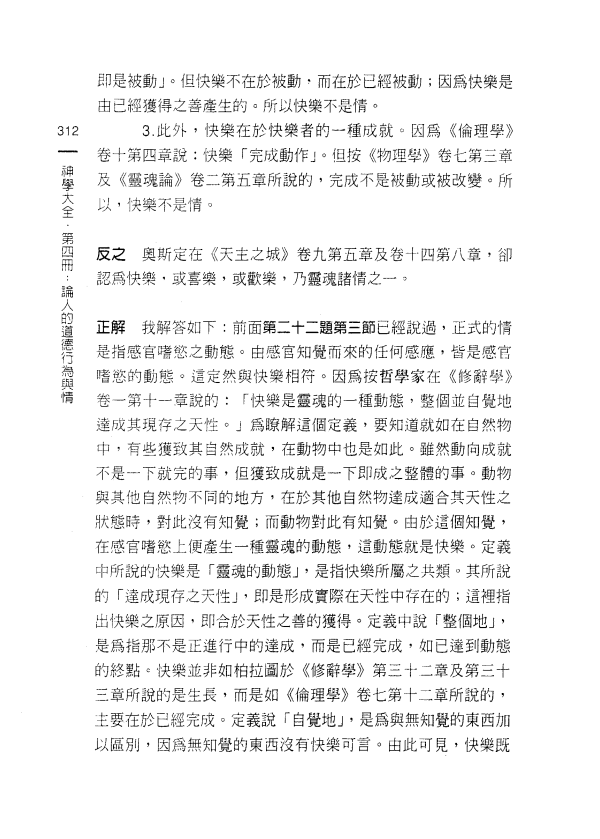 即是被動」。但快樂不在於被動,而在於已經被動;因爲快樂是
由已經獲得之善產生的。所以快樂不是情。
312
3.此外,快樂在於快樂者的一種成就。因爲《倫理學》
卷十第四章說:快樂「完成動作」。但按《物理學》卷七第三章
及《靈魂論》卷二第五章所說的,完成不是被動或被改變。所
以,快樂不是情。
神學大全.第四冊:論人的道德行為與情
反之 奧斯定在《天主之城》卷九第五章及卷十四第八章,卻
認爲快樂,或喜樂,或歡樂,乃靈魂諸情之一。
正解 我解答如下:前面第二十二題第三節已經說過,正式的情
是指感官嗜慾之動態。由感官知覺而來的任何感應,皆是感官
嗜慾的動態。這定然與快樂相符。因爲按哲學家在《修辭學》
卷一第十一章說的:「快樂是靈魂的一種動態,整個並自覺地
達成其現存之天性。」爲瞭解這個定義,要知道就如在自然物
中,有些獲致其自然成就,在動物中也是如此。雖然動向成就
不是一下就完的事,但獲致成就是一下即成之整體的事。動物
與其他自然物不同的地方,在於其他自然物達成適合其天性之
狀態時,對此沒有知覺;而動物對此有知覺。由於這個知覺,
在感官嗜慾上便產生一種靈魂的動態,這動態就是快樂。定義
中所說的快樂是「靈魂的動態」,是指快樂所屬之共類。其所說
的「達成現存之天性」,即是形成實際在天性中存在的;這裡指
出快樂之原因,即合於天性之善的獲得。定義中說「整個地」,
是爲指那不是正進行中的達成,而是已經完成,如已達到動態
的終點。快樂並非如柏拉圖於《修辭學》第三十二章及第三十
三章所說的是生長,而是如《倫理學》卷七第十二章所說的,
主要在於已經完成。定義說「自覺地」,是爲與無知覺的東西加
以區別,因爲無知覺的東西沒有快樂可言。由此可見,快樂既